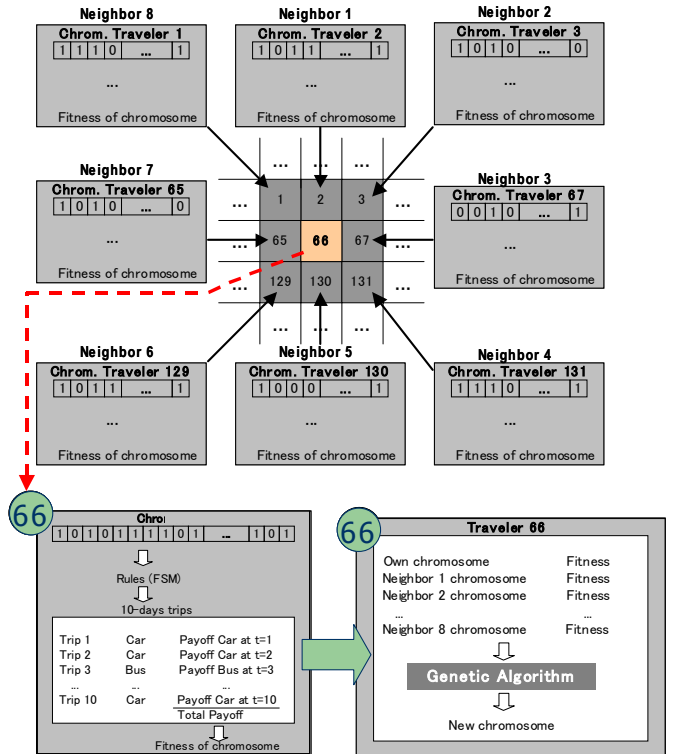 Neighbor 8
Neighbor 1
Neighbor 2
Chrom. Traveler 1
1 1 1 0 ... 1
...
Fitness of chromosome
Chrom. Traveler 2
1 0 1 1 ... 1
...
Fitness of chromosome
Chrom. Traveler 3
1 0 1 0 ... 0
...
Fitness of chromosome
Neighbor 7
Chrom. Traveler 65
1 0 1 0 ... 0
...
Fitness of chromosome
... ... ...
... 1 2 3 ...
... 65 66 67 ...
... 129 130 131 ...
... ... ...
Neighbor 3
Chrom. Traveler 67
0 0 1 0 ... 1
...
Fitness of chromosome
Neighbor 6
Neighbor 5
Neighbor 4
Chrom. Traveler 129
1 0 1 1 ... 1
...
Fitness of chromosome
Chrom. Traveler 130
1 0 0 0 ... 1
...
Fitness of chromosome
Chrom. Traveler 131
1 1 1 0 ... 1
...
Fitness of chromosome
66
Chro
1 0 1 0 1 1 1 1 1 0 1 ... 1 0 1
Rules (FSM)
10-days trips
Trip 1 Car Payoff Car at t=1
Trip 2 Car Payoff Car at t=2
Trip 3 Bus Payoff Bus at t=3
... ... ...
Trip 10 Car Payoff Car at t=10
Total Payoff
Fitness of chromosome
66
Traveler 66
Own chromosome Fitness
Neighbor 1 chromosome Fitness
Neighbor 2 chromosome Fitness
... ...
Neighbor 8 chromosome Fitness
Genetic Algorithm
New chromosome